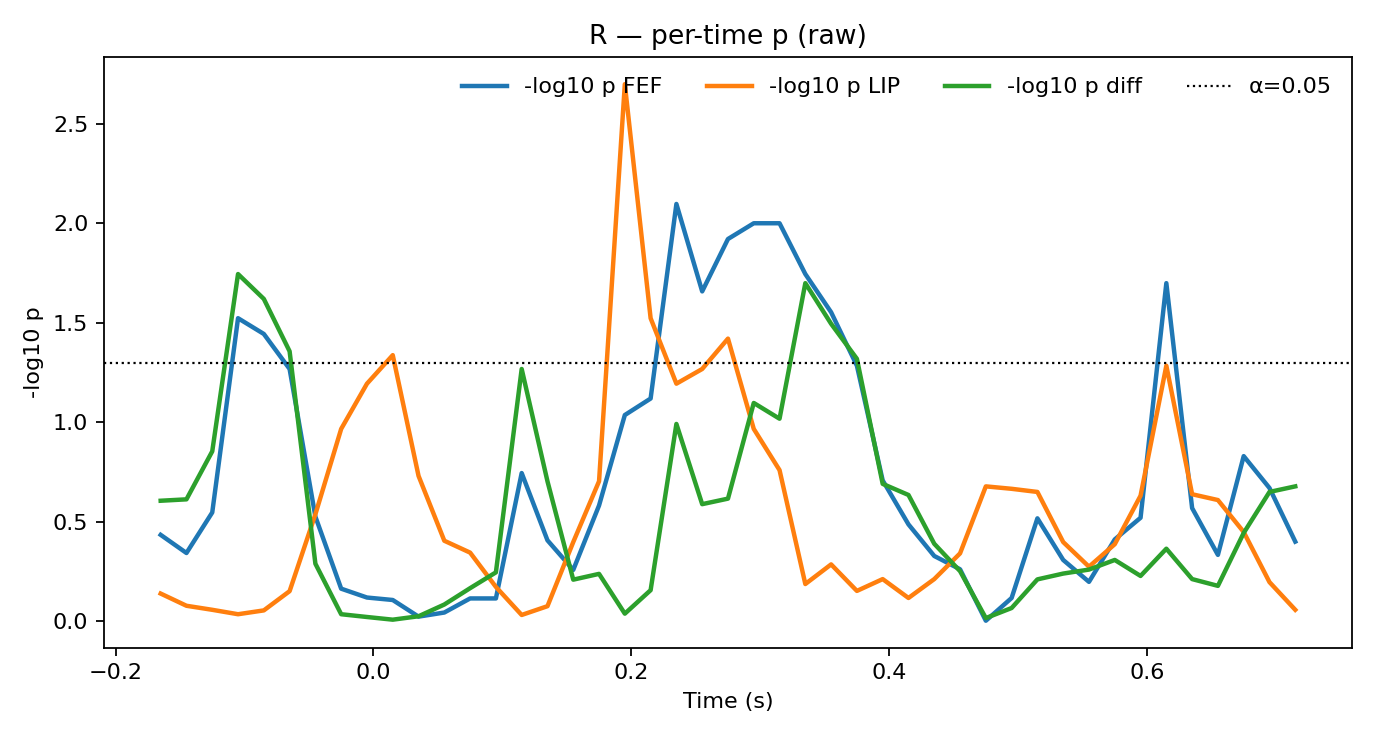 R — per-time p (raw)
-log10 p FEF
-log10 p LIP
-log10 p diff
α=0.05
-log10 p
2.5
2.0
1.5
1.0
0.5
0.0
−0.2
0.0
0.2
0.4
0.6
Time (s)